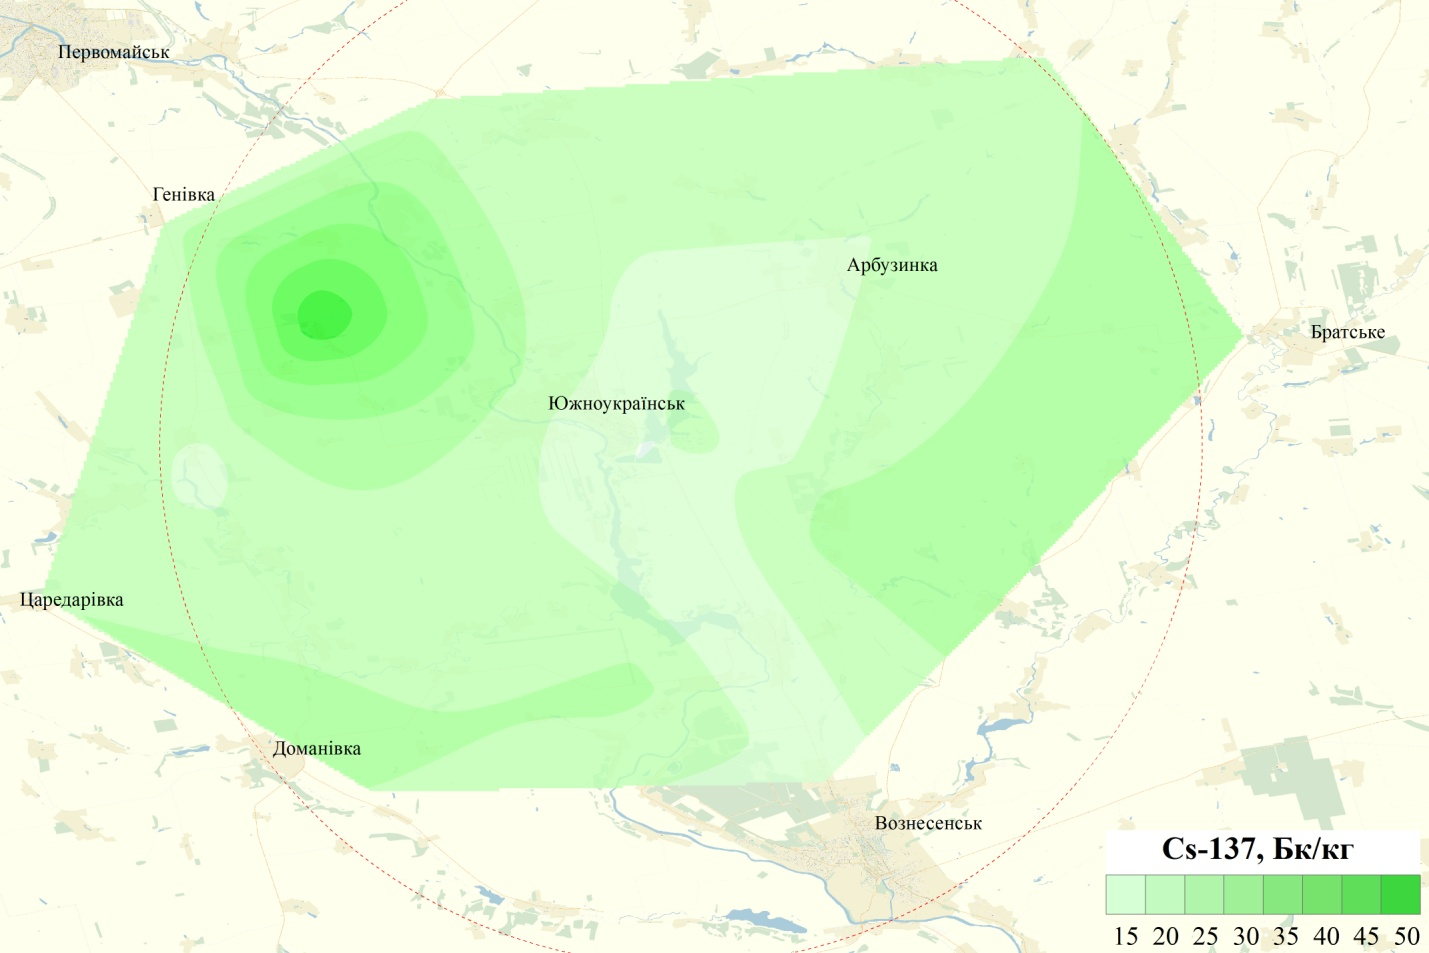 Первомайськ
Генівка
Арбузинка
Братське
Южноукраїнськ
Царедарівка
Доманівка
Вознесенськ
Cs-137, Бк/кг
15 20 25 30 35 40 45 50